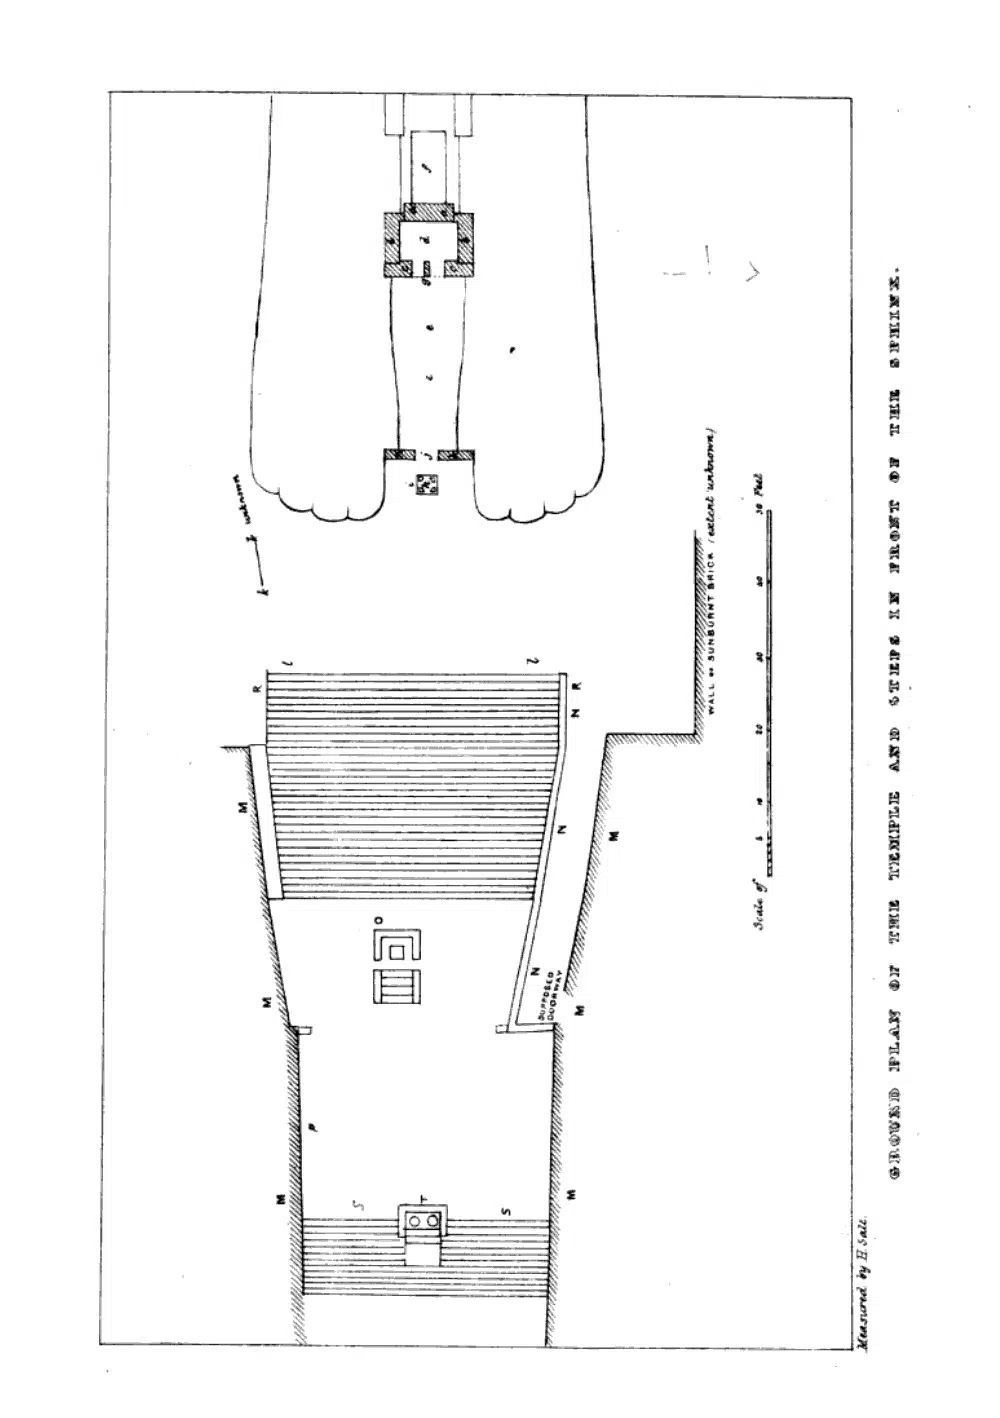 GROUND PLAN OF THE TEMPLE AND STEPS IN FRONT OF THE SPHINX.
Measured by H. Salt.
Scale of 5 10 20 30 40 50 Feet
WALL OF SUNBURNT BRICK (extent unknown)
unknown
k
f
d
g
e
i
j
l
l
R
R
N
N
N
M
M
M
M
M
M
O
SUPPOSED
DOORWAY
P
S
S
T